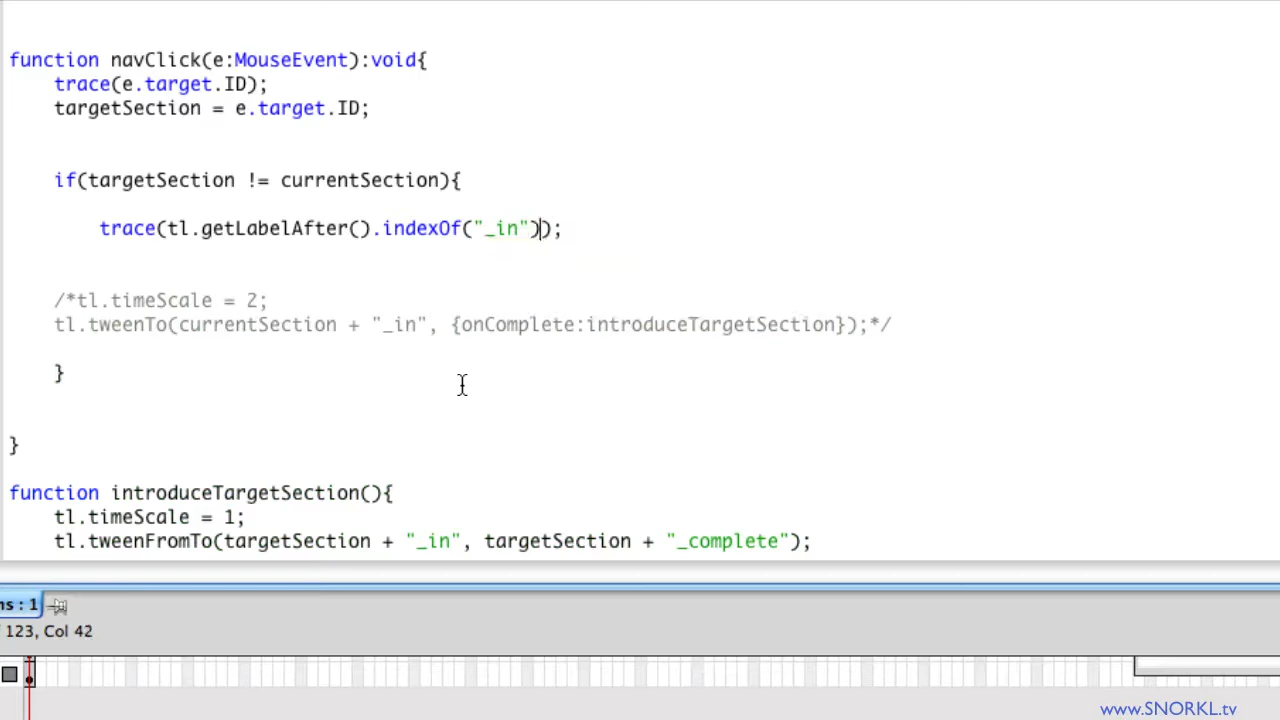 function navClick(e:MouseEvent):void{
trace(e.target.ID);
targetSection = e.target.ID;
if(targetSection != currentSection){
trace(tl.getLabelAfter().indexOf("_in"));
/*tl.timeScale = 2;
tl.tweenTo(currentSection + "_in", {onComplete:introduceTargetSection});*/
}
}
function introduceTargetSection(){
tl.timeScale = 1;
tl.tweenFromTo(targetSection + "_in", targetSection + "_complete");
ns : 1
123, Col 42
www.SNORKL.tv